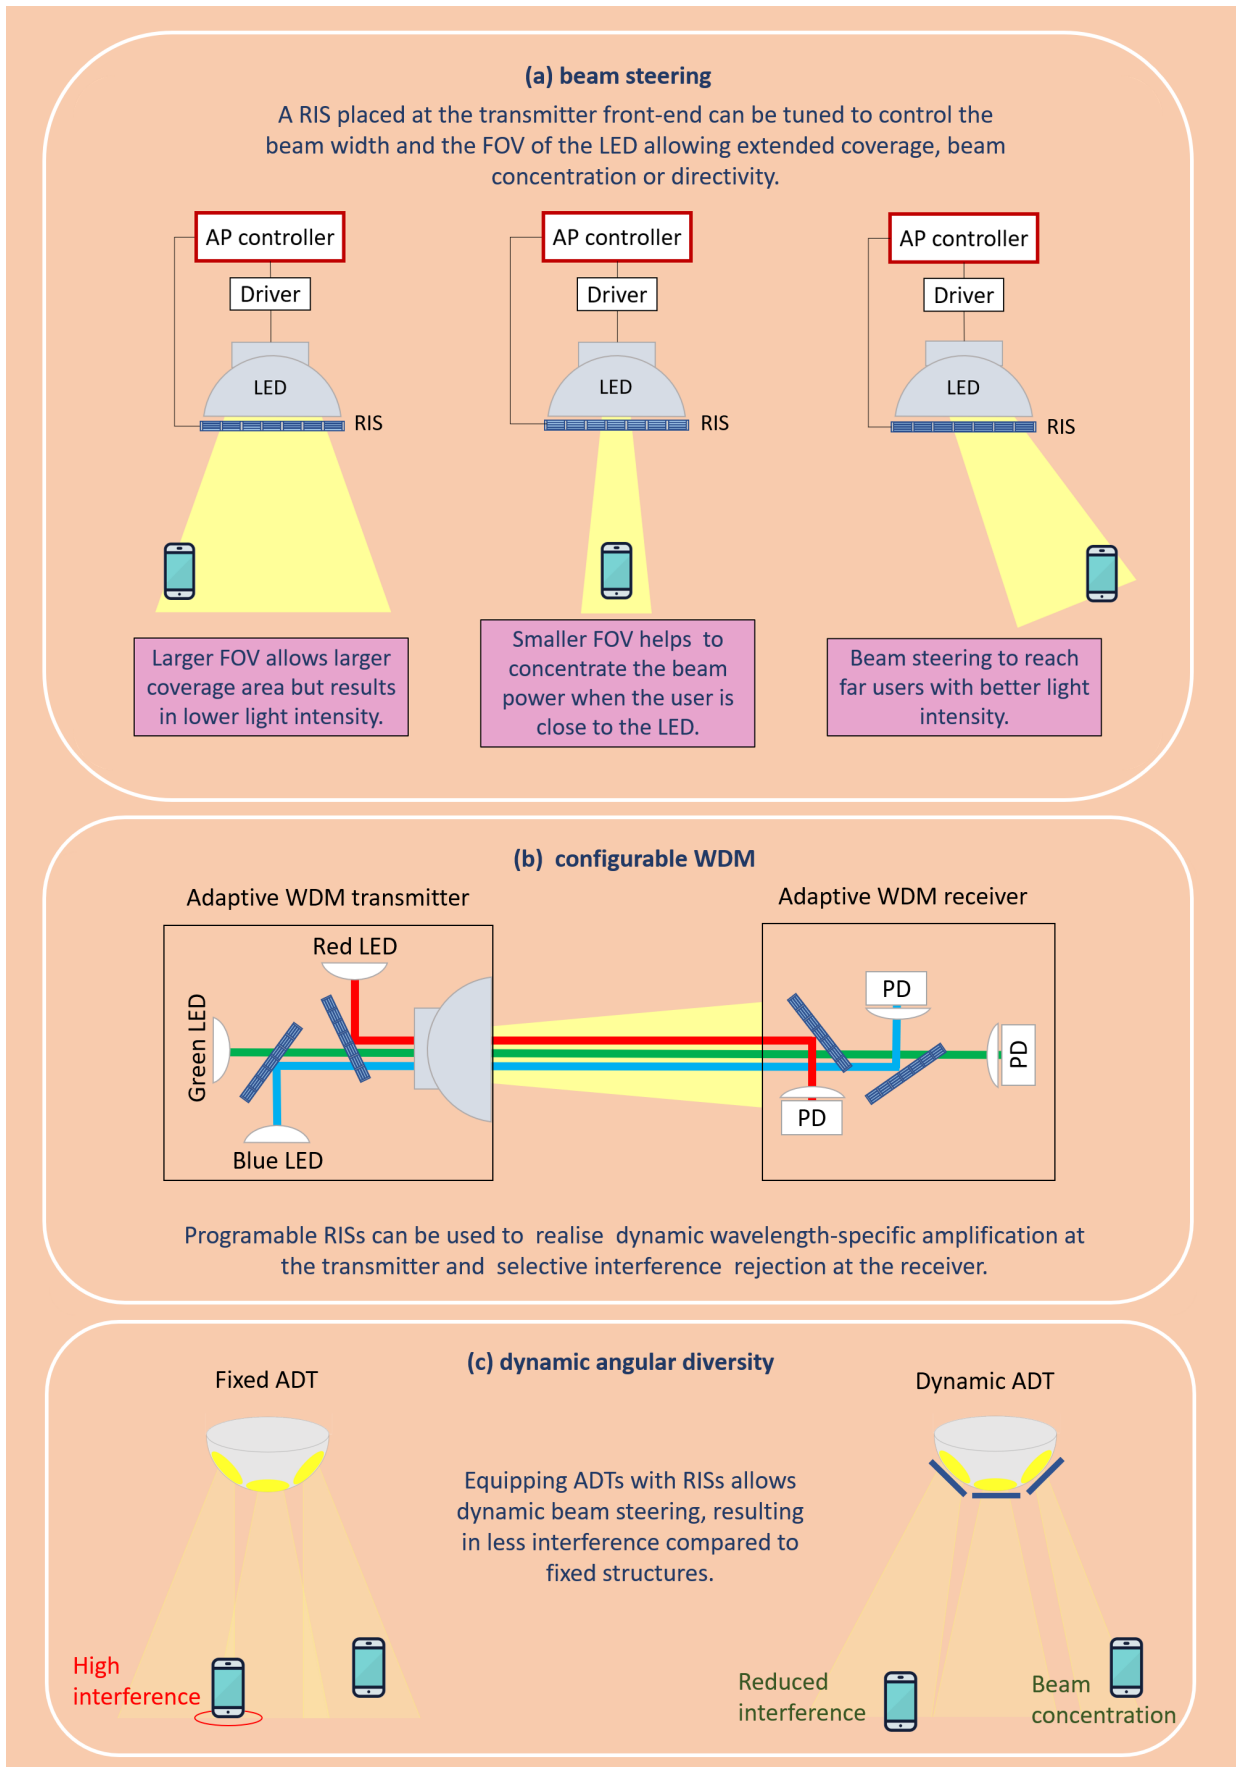 (a) beam steering
A RIS placed at the transmitter front-end can be tuned to control the
beam width and the FOV of the LED allowing extended coverage, beam
concentration or directivity.
AP controller
Driver
LED
RIS
Larger FOV allows larger
coverage area but results
in lower light intensity.
AP controller
Driver
LED
RIS
Smaller FOV helps to
concentrate the beam
power when the user is
close to the LED.
AP controller
Driver
LED
RIS
Beam steering to reach
far users with better light
intensity.
(b) configurable WDM
Adaptive WDM transmitter
Red LED
Green LED
Blue LED
Adaptive WDM receiver
PD
PD
PD
Programable RISs can be used to realise dynamic wavelength-specific amplification at
the transmitter and selective interference rejection at the receiver.
(c) dynamic angular diversity
Fixed ADT
High
interference
Equipping ADTs with RISs allows
dynamic beam steering, resulting
in less interference compared to
fixed structures.
Dynamic ADT
Reduced
interference
Beam
concentration